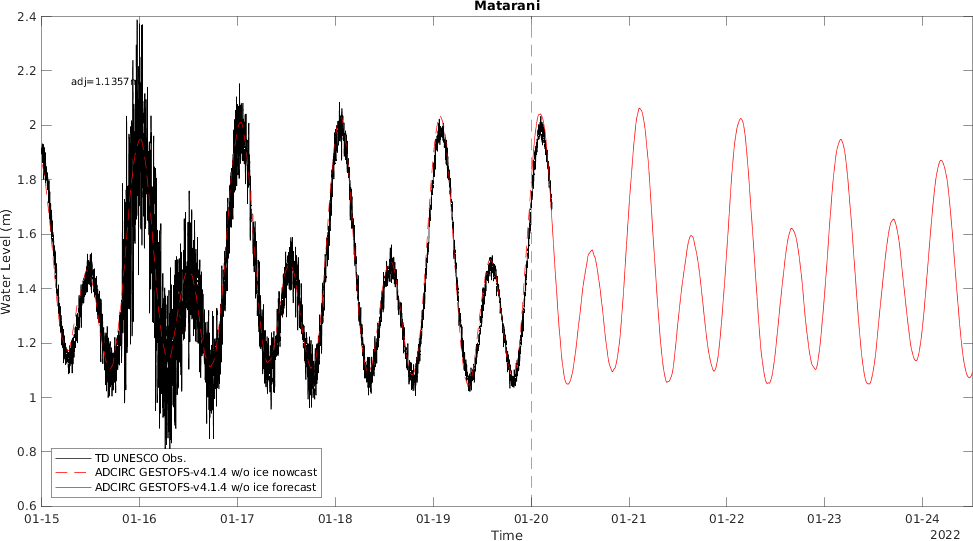 Matarani
2.4
2.2
2
1.8
1.6
1.4
1.2
1
0.8
0.6
Water Level (m)
adj=1.1357m
TD UNESCO Obs.
ADCIRC GESTOFS-v4.1.4 w/o ice nowcast
ADCIRC GESTOFS-v4.1.4 w/o ice forecast
01-15 01-16 01-17 01-18 01-19 01-20 01-21 01-22 01-23 01-24
Time
2022